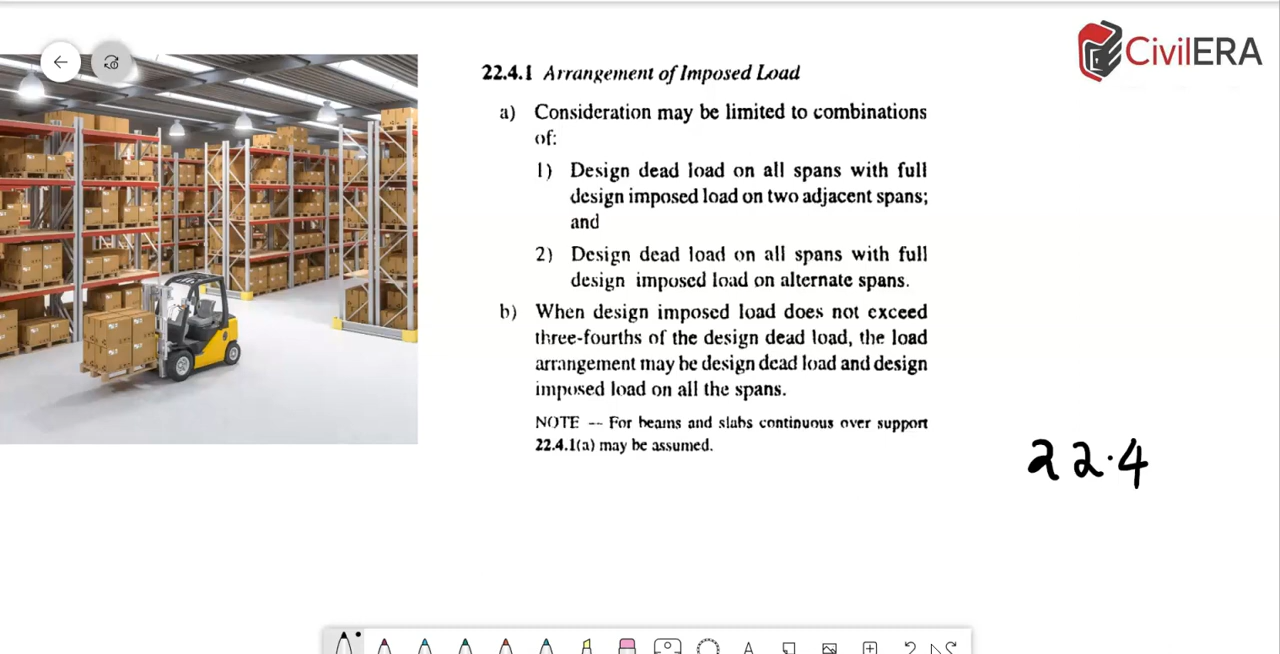 CivilERA
22.4.1 Arrangement of Imposed Load
a) Consideration may be limited to combinations
of:
1) Design dead load on all spans with full
design imposed load on two adjacent spans;
and
2) Design dead load on all spans with full
design imposed load on alternate spans.
b) When design imposed load does not exceed
three-fourths of the design dead load, the load
arrangement may be design dead load and design
imposed load on all the spans.
NOTE -- For beams and slabs continuous over support
22.4.1(a) may be assumed.
22.4